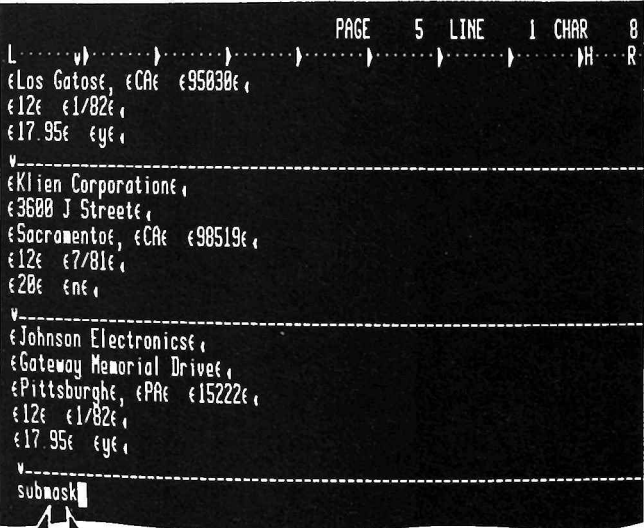 PAGE 5 LINE 1 CHAR 8
L H R
€Los Gatos€, €CA€ €95030€
€12€ €1/82€
€17.95€ €y€
€Klien Corporation€
€3600 J Street€
€Sacramento€, €CA€ €98519€
€12€ €7/81€
€20€ €n€
€Johnson Electronics€
€Gateway Memorial Drive€
€Pittsburgh€, €PA€ €15222€
€12€ €1/82€
€17.95€ €y€
submask